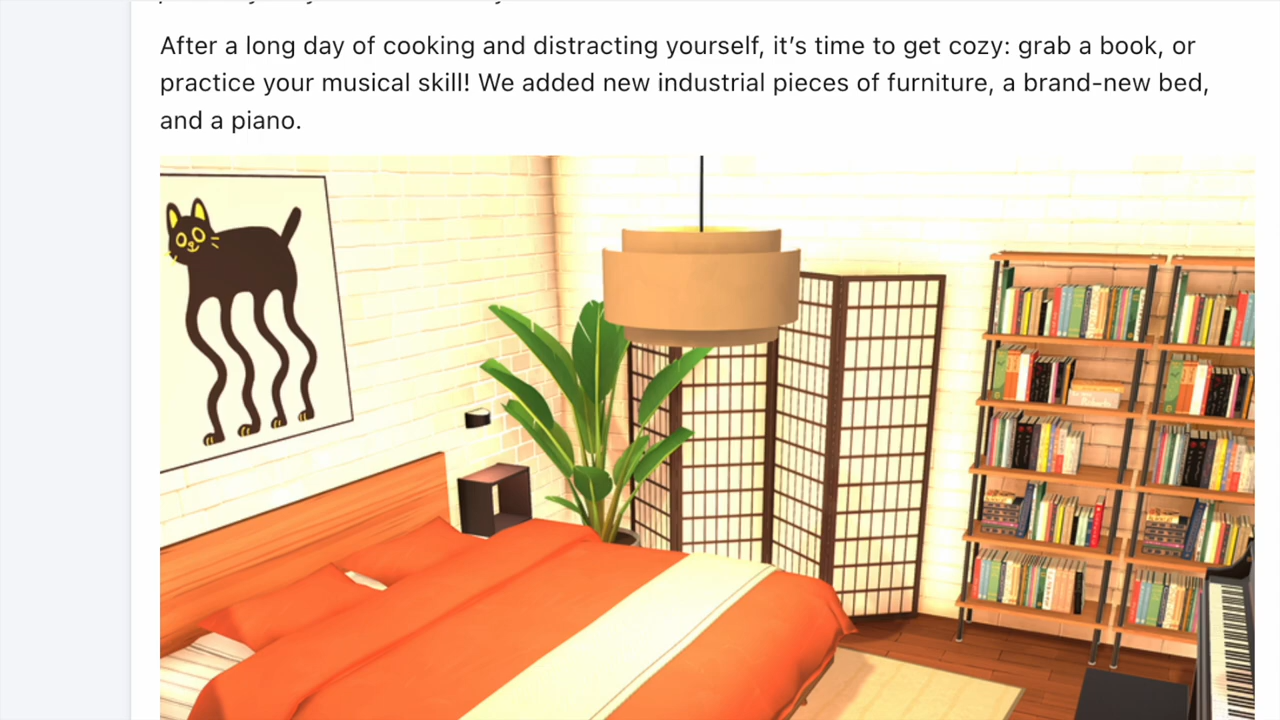 After a long day of cooking and distracting yourself, it’s time to get cozy: grab a book, or
practice your musical skill! We added new industrial pieces of furniture, a brand-new bed,
and a piano.